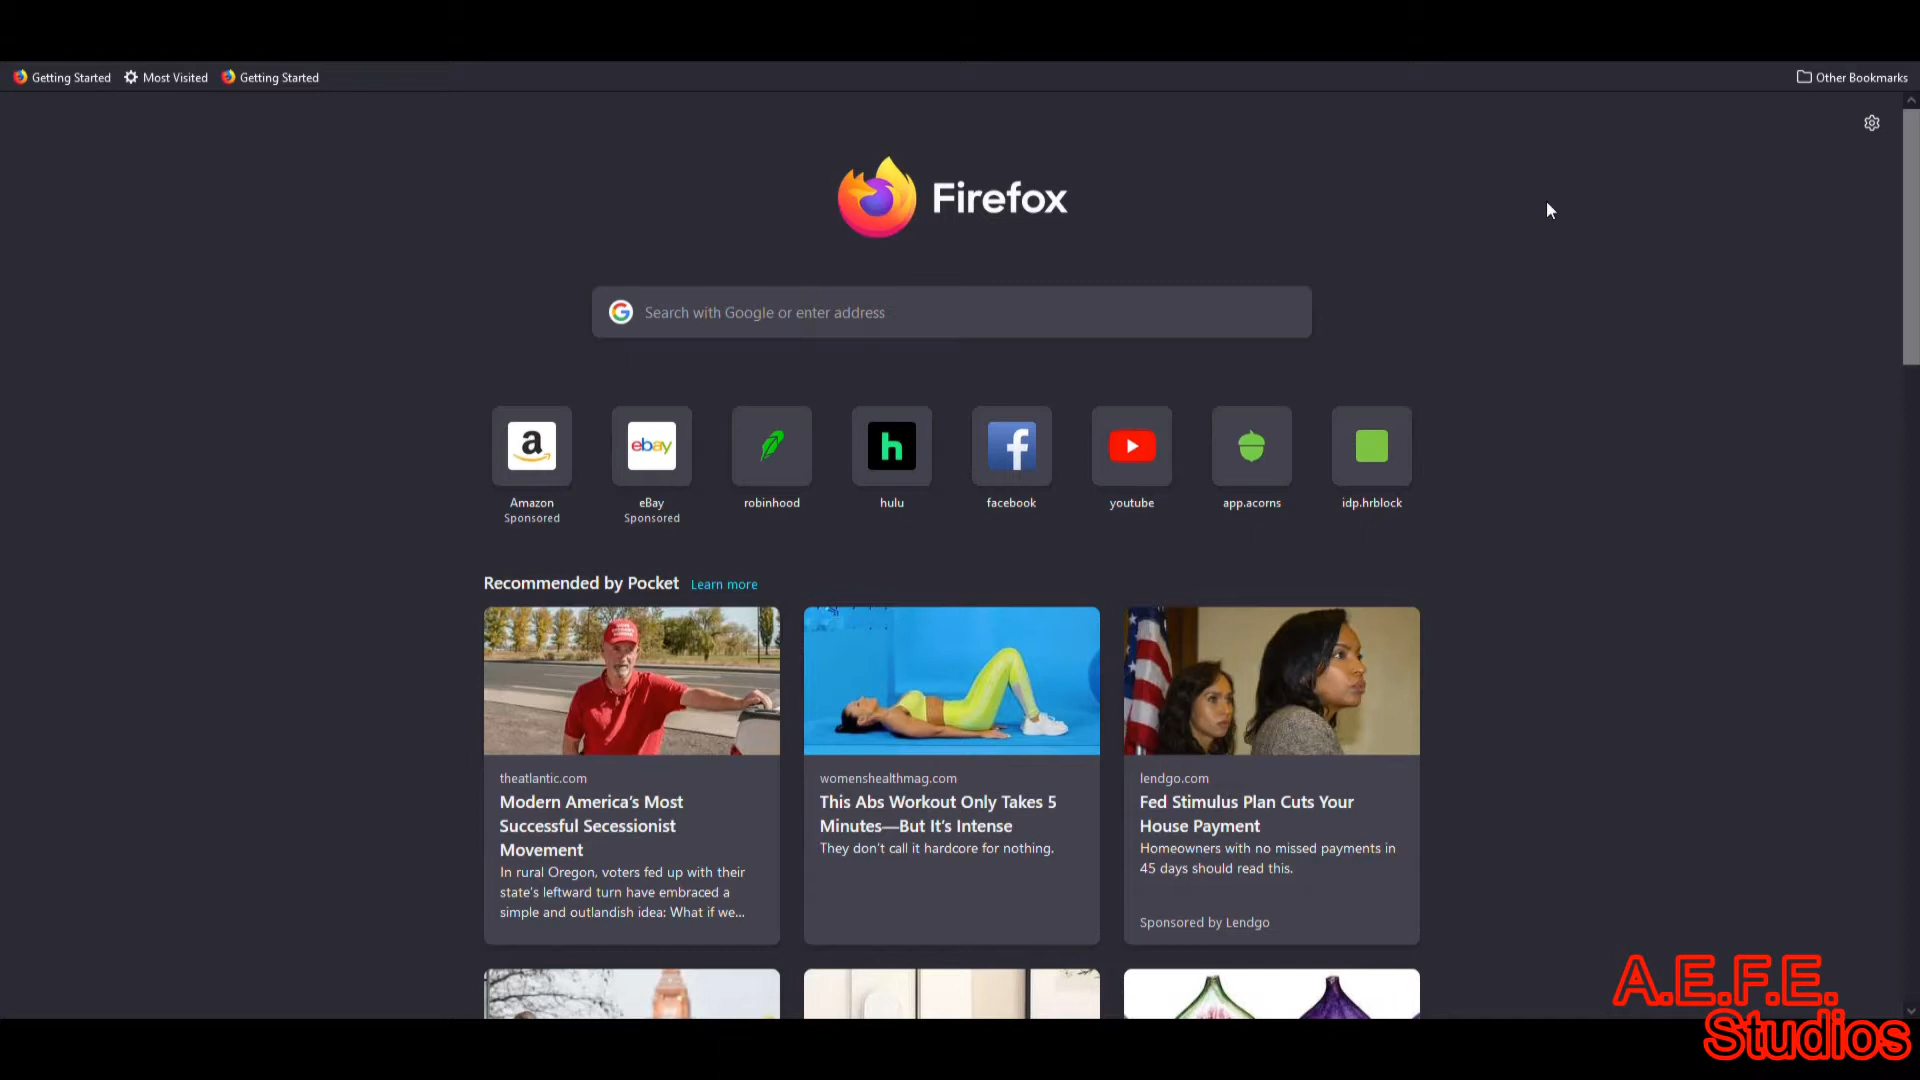 Getting Started
Most Visited
Getting Started
Other Bookmarks
Firefox
Search with Google or enter address
a
ebay
h
f
Amazon
Sponsored
eBay
Sponsored
robinhood
hulu
facebook
youtube
app.acorns
idp.hrblock
Recommended by Pocket Learn more
theatlantic.com
Modern America's Most
Successful Secessionist
Movement
In rural Oregon, voters fed up with their
state's leftward turn have embraced a
simple and outlandish idea: What if we...
womenshealthmag.com
This Abs Workout Only Takes 5
Minutes—But It's Intense
They don't call it hardcore for nothing.
lendgo.com
Fed Stimulus Plan Cuts Your
House Payment
Homeowners with no missed payments in
45 days should read this.
Sponsored by Lendgo
A.E.F.E.
Studios